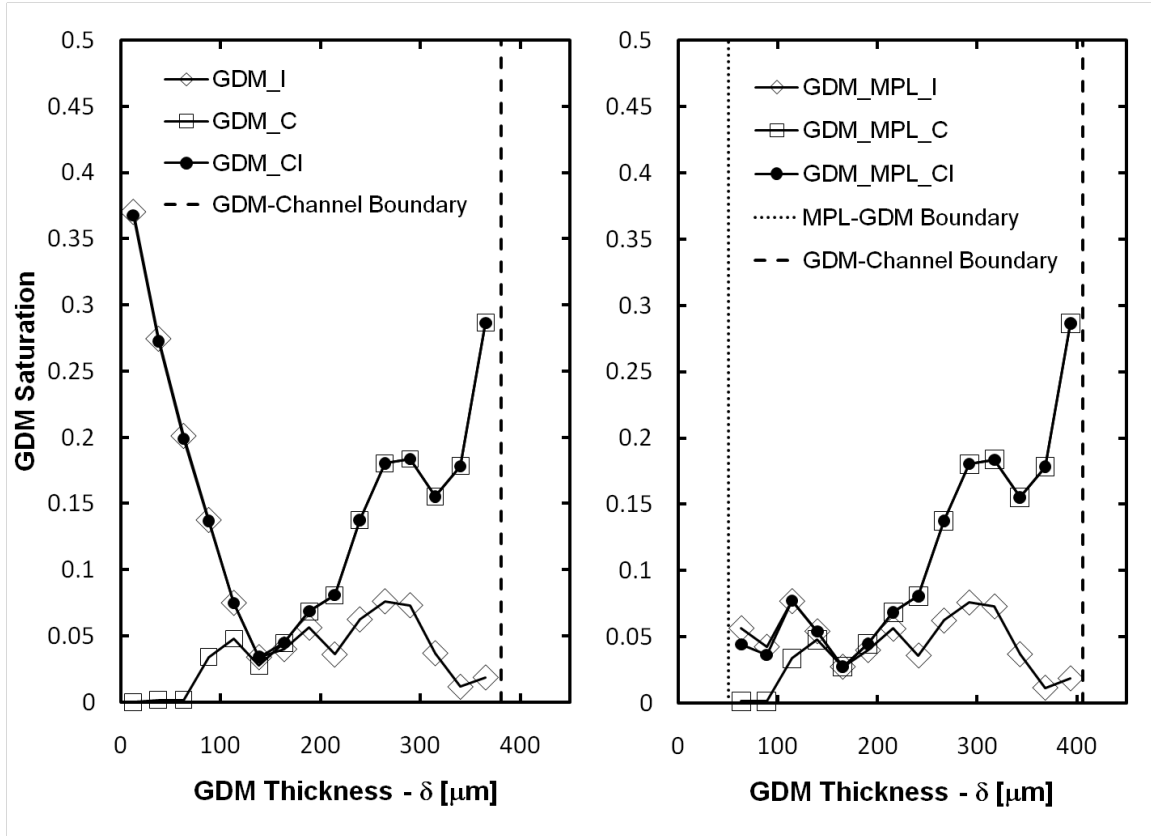 0.5
0.45
0.4
0.35
0.3
0.25
0.2
0.15
0.1
0.05
0
GDM Saturation
GDM_I
GDM_C
GDM_CI
GDM-Channel Boundary
0 100 200 300 400
GDM Thickness - δ [μm]
0.5
0.45
0.4
0.35
0.3
0.25
0.2
0.15
0.1
0.05
0
GDM_MPL_I
GDM_MPL_C
GDM_MPL_CI
MPL-GDM Boundary
GDM-Channel Boundary
0 100 200 300 400
GDM Thickness - δ [μm]